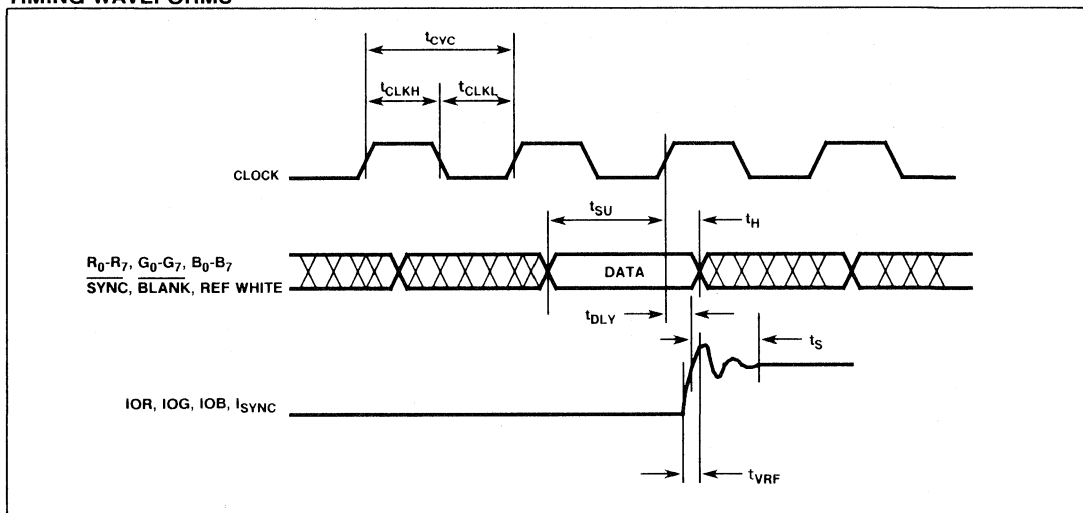 TIMING WAVEFORMS
tCYC
tCLKH
tCLKL
CLOCK
tSU
tH
R0-R7, G0-G7, B0-B7
SYNC, BLANK, REF WHITE
DATA
tDLY
tS
IOR, IOG, IOB, ISYNC
tVRF